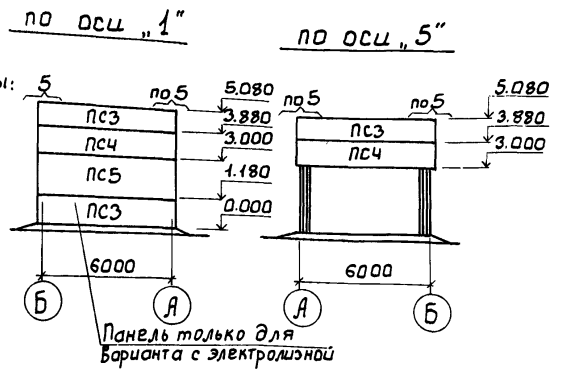 по оси „1”
по оси „5”
ы:
5
по 5
5.080
3.880
3.000
1.180
0.000
ПС3
ПС4
ПС5
ПС3
6000
Б
А
Панель только для
варианта с электролизной
по 5
по 5
5.080
3.880
3.000
ПС3
ПС4
6000
А
Б